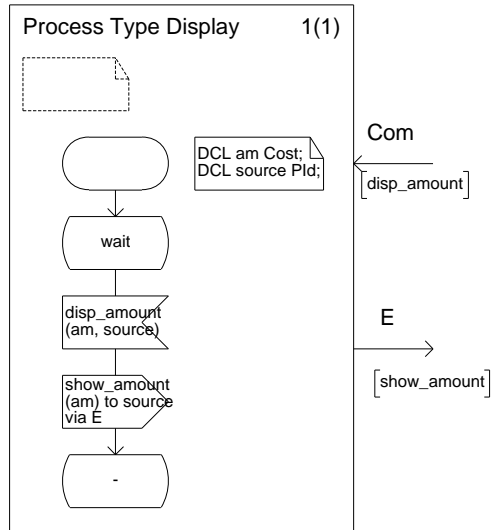 Process Type Display 1(1)
DCL am Cost;
DCL source PId;
Com
[disp_amount]
wait
disp_amount
(am, source)
E
[show_amount]
show_amount
(am) to source
via E
-